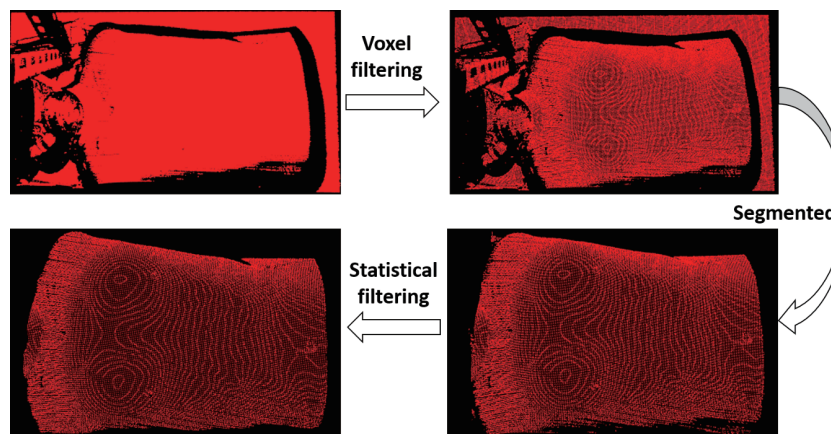 Voxel
filtering
Segmented
Statistical
filtering